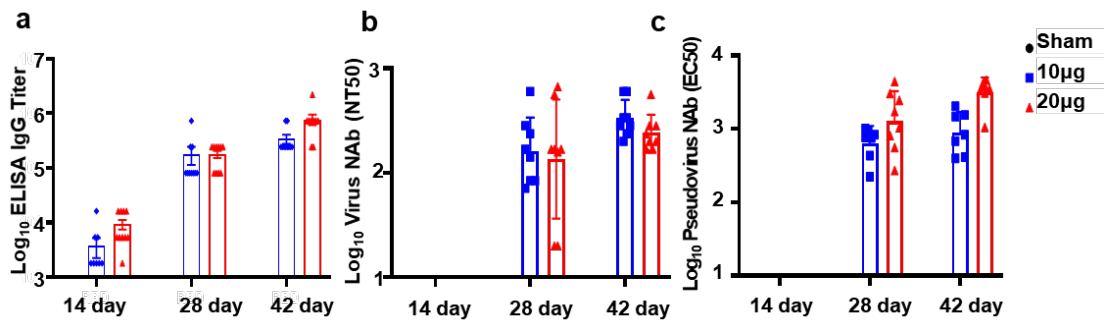 a
Log10 ELISA IgG Titer
7
6
5
4
3
14 day 28 day 42 day
b
Log10 Virus NAb (NT50)
3
2
1
14 day 28 day 42 day
c
Log10 Pseudovirus NAb (EC50)
4
3
2
1
14 day 28 day 42 day
Sham
10µg
20µg